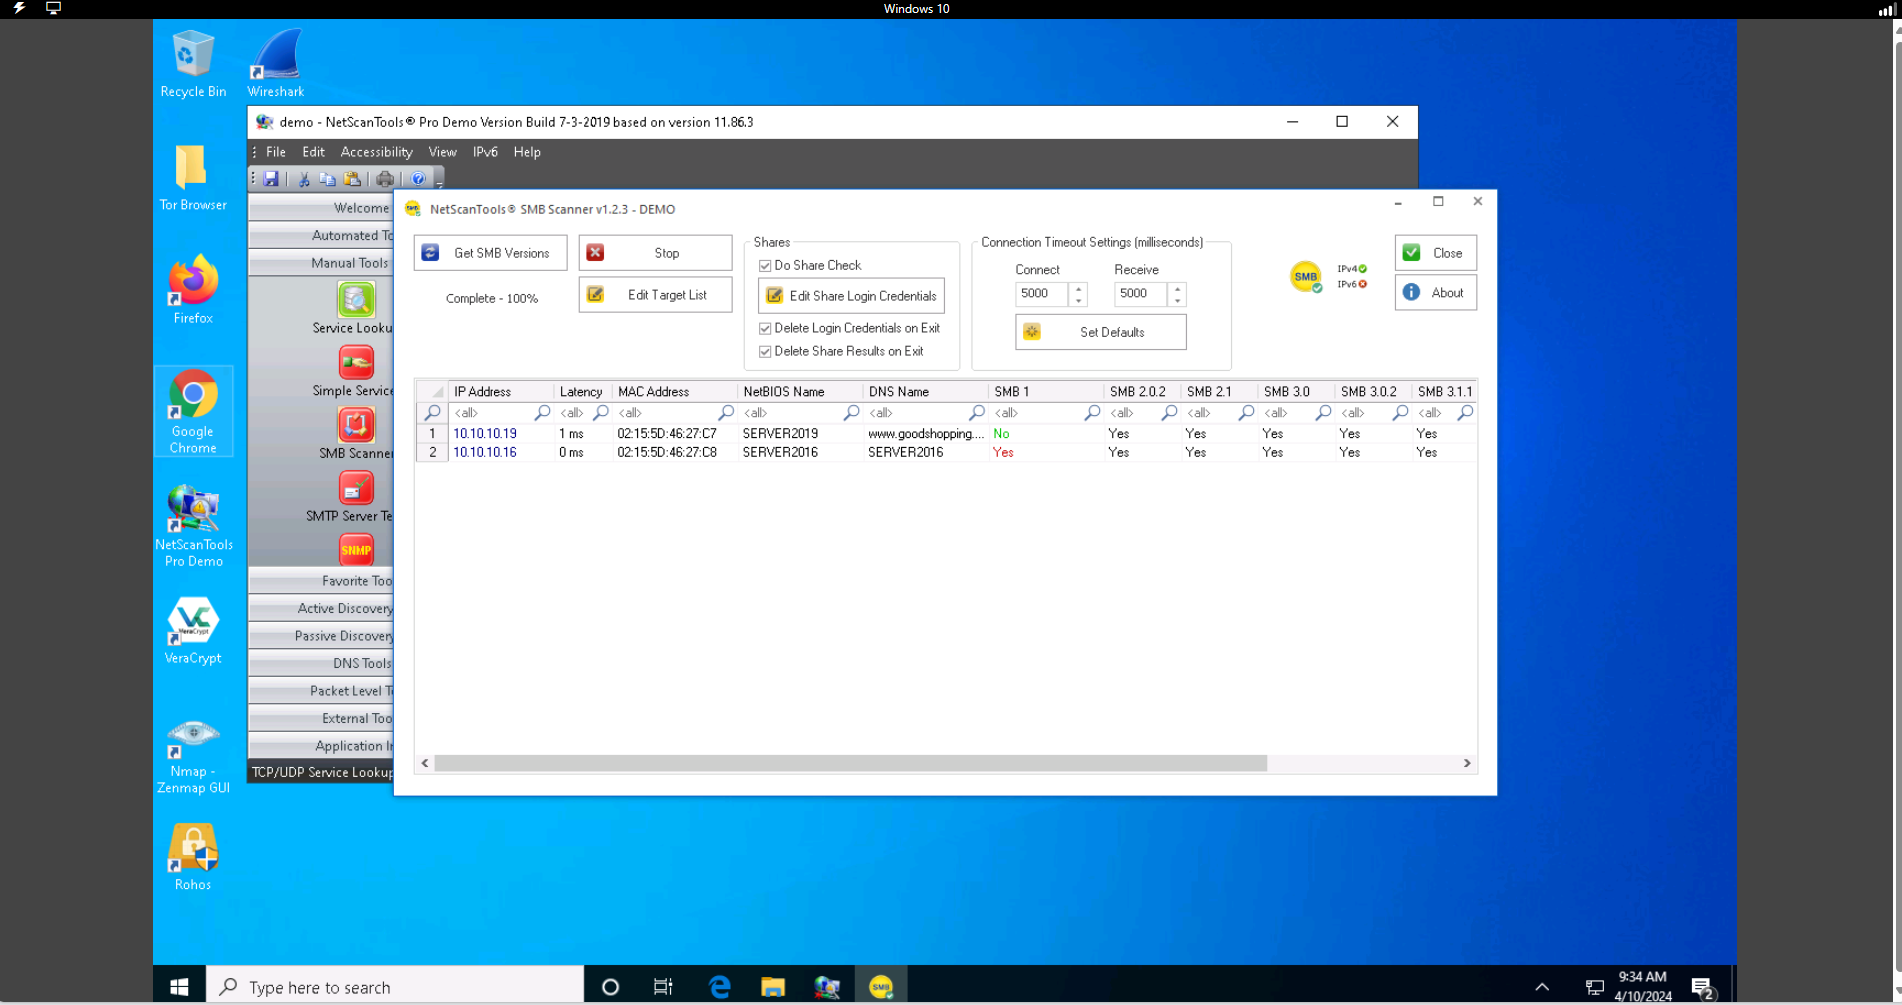 Windows 10
Recycle Bin
Wireshark
demo - NetScanTools® Pro Demo Version Build 7-3-2019 based on version 11.86.3
File Edit Accessibility View IPv6 Help
Tor Browser
Welcome
Automated To
Manual Tools
Service Looku
Simple Service
SMB Scanner
SMTP Server Te
SNMP
Favorite Too
Active Discovery
Passive Discovery
DNS Tools
Packet Level T
External Too
Application In
TCP/UDP Service Lookup
SMB
NetScanTools® SMB Scanner v1.2.3 - DEMO
Get SMB Versions
Stop
Complete - 100%
Edit Target List
Shares
Do Share Check
Edit Share Login Credentials
Delete Login Credentials on Exit
Delete Share Results on Exit
Connection Timeout Settings (milliseconds)
Connect Receive
5000 5000
Set Defaults
SMB
IPv4
IPv6
Close
About
IP Address Latency MAC Address NetBIOS Name DNS Name SMB 1 SMB 2.0.2 SMB 2.1 SMB 3.0 SMB 3.0.2 SMB 3.1.1
<all> <all> <all> <all> <all> <all> <all> <all> <all> <all> <all>
1 10.10.10.19 1 ms 02:15:5D:46:27:C7 SERVER2019 www.goodshopping.... No Yes Yes Yes Yes Yes
2 10.10.10.16 0 ms 02:15:5D:46:27:C8 SERVER2016 SERVER2016 Yes Yes Yes Yes Yes Yes
Firefox
Google
Chrome
NetScanTools
Pro Demo
VeraCrypt
VeraCrypt
Nmap -
Zenmap GUI
Rohos
Type here to search
SMB
9:34 AM
4/10/2024
2